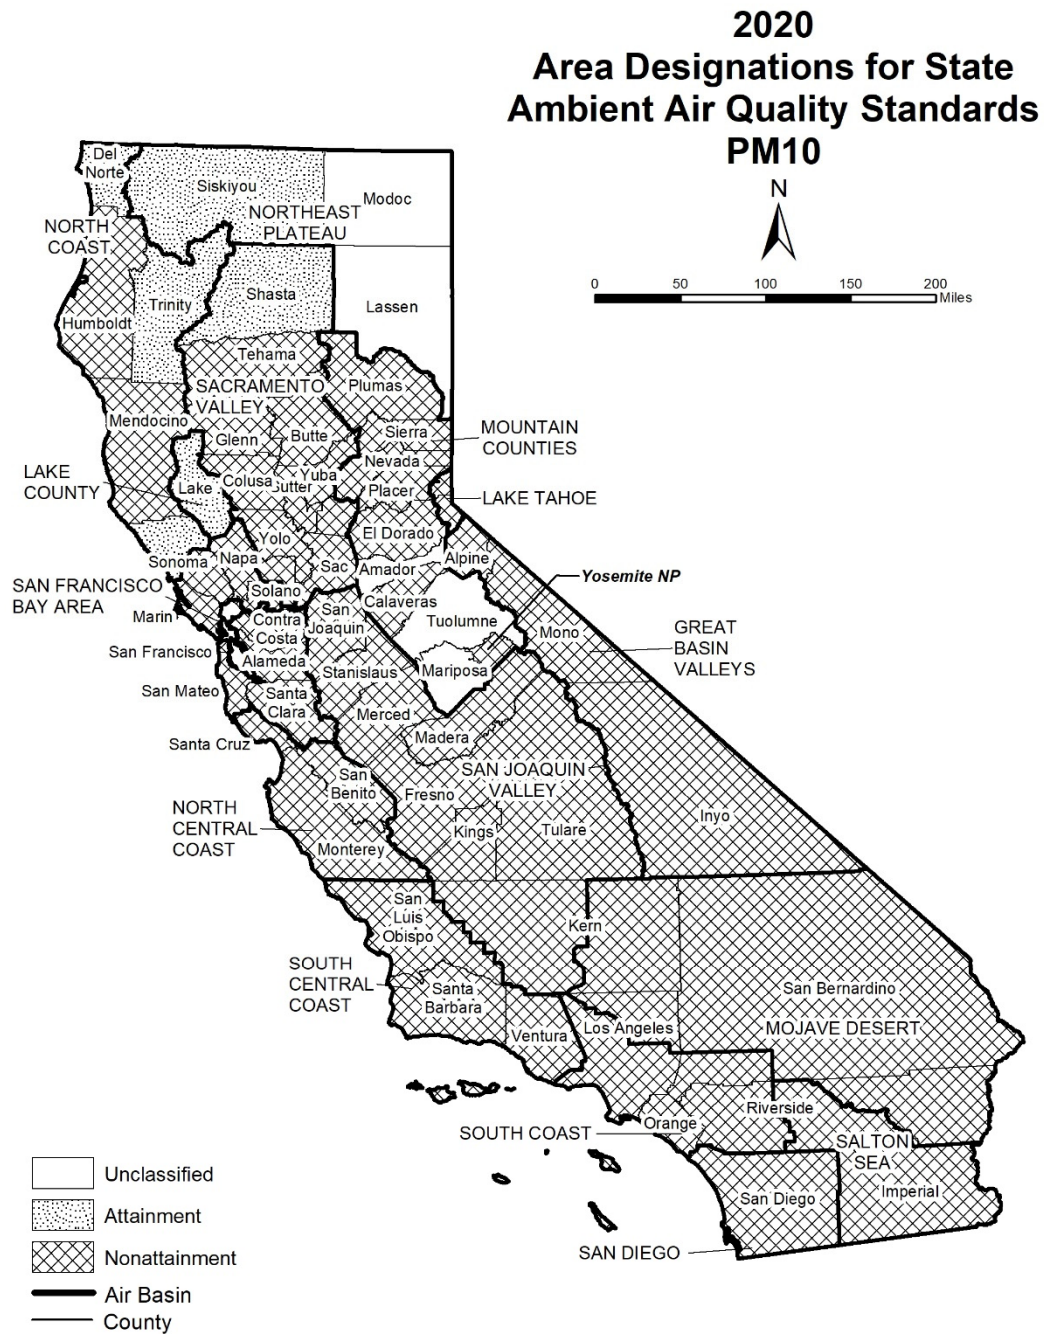 2020
Area Designations for State
Ambient Air Quality Standards
PM10
N
0 50 100 150 200
Miles
Del
Norte
Siskiyou
Modoc
NORTHEAST
PLATEAU
NORTH
COAST
Shasta
Trinity
Lassen
Humboldt
Tehama
SACRAMENTO
VALLEY
Plumas
Mendocino
Glenn
Butte
Sierra
MOUNTAIN
COUNTIES
Nevada
LAKE
COUNTY
Lake
Colusa
Yuba
Placer
LAKE TAHOE
Yolo
El Dorado
Sonoma
Napa
Sac
Amador
Alpine
Yosemite NP
SAN FRANCISCO
BAY AREA
Solano
Calaveras
Marin
Contra
Costa
San
Joaquin
Tuolumne
Mono
GREAT
BASIN
VALLEYS
San Francisco
Alameda
Stanislaus
Mariposa
San Mateo
Santa
Clara
Merced
Santa Cruz
Madera
San
Benito
Fresno
SAN JOAQUIN
VALLEY
NORTH
CENTRAL
COAST
Monterey
Kings
Tulare
Inyo
San
Luis
Obispo
Kern
SOUTH
CENTRAL
COAST
Santa
Barbara
San Bernardino
Ventura
Los Angeles
MOJAVE DESERT
SOUTH COAST
Orange
Riverside
SALTON
SEA
San Diego
Imperial
SAN DIEGO
Unclassified
Attainment
Nonattainment
Air Basin
County